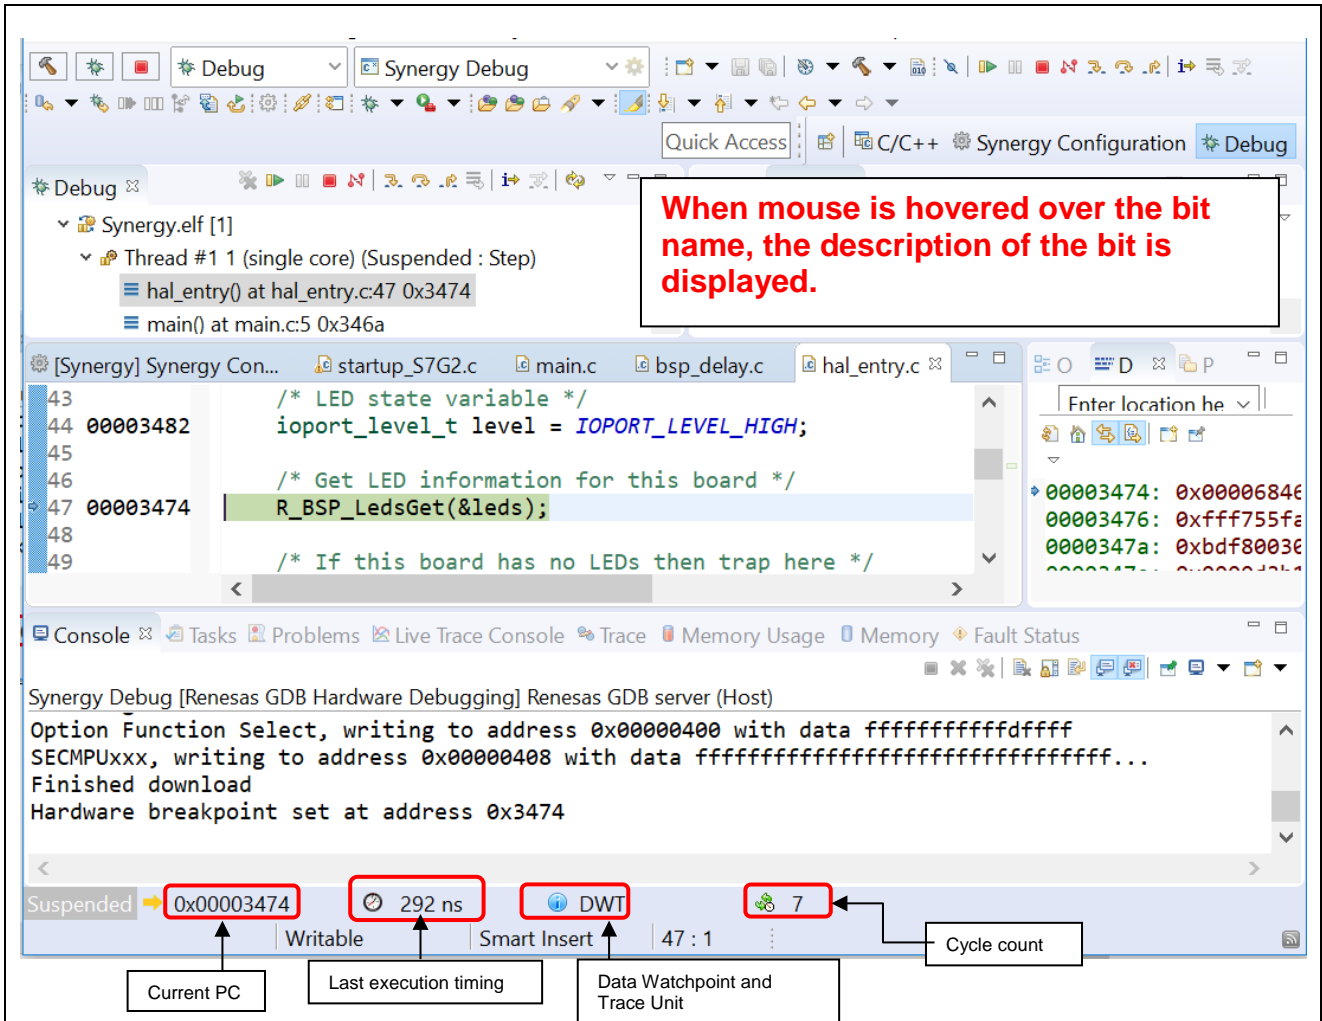 Debug
Synergy Debug
Quick Access
C/C++
Synergy Configuration
Debug
Debug
When mouse is hovered over the bit
name, the description of the bit is
displayed.
Synergy.elf [1]
Thread #1 1 (single core) (Suspended : Step)
hal_entry() at hal_entry.c:47 0x3474
main() at main.c:5 0x346a
[Synergy] Synergy Con...
startup_S7G2.c
main.c
bsp_delay.c
hal_entry.c
O
D
P
43 /* LED state variable */
44 00003482 ioport_level_t level = IOPORT_LEVEL_HIGH;
45
46 /* Get LED information for this board */
47 00003474 R_BSP_LedsGet(&leds);
48
49 /* If this board has no LEDs then trap here */
Enter location he
00003474: 0x00006846
00003476: 0xfff755fa
0000347a: 0xbdf80030
Console
Tasks
Problems
Live Trace Console
Trace
Memory Usage
Memory
Fault Status
Synergy Debug [Renesas GDB Hardware Debugging] Renesas GDB server (Host)
Option Function Select, writing to address 0x00000400 with data fffffffffffdffff
SECMPUxxx, writing to address 0x00000408 with data ffffffffffffffffffffffffffffffffff...
Finished download
Hardware breakpoint set at address 0x3474
Suspended
0x00003474
292 ns
DWT
7
Writable
Smart Insert
47 : 1
Cycle count
Current PC
Last execution timing
Data Watchpoint and
Trace Unit